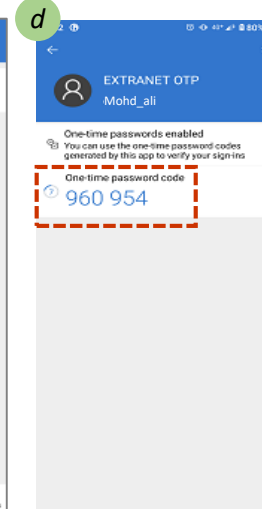 d
EXTRANET OTP
Mohd_ali
One-time passwords enabled
You can use the one-time password codes
generated by this app to verify your sign-ins
One-time password code
960 954